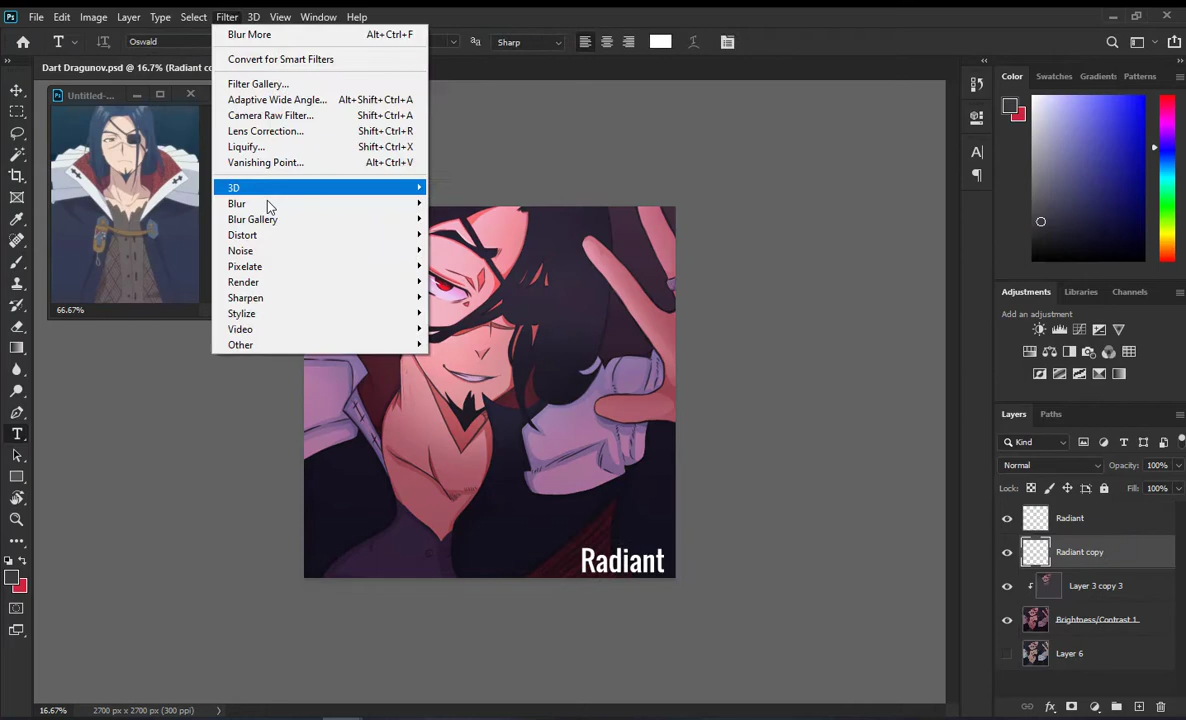 Ps File Edit Image Layer Type Select Filter 3D View Window Help
T Oswald aa Sharp
Dart Dragunov.psd @ 16.7% (Radiant co
Untitled-...
66.67%
Blur More Alt+Ctrl+F
Convert for Smart Filters
Filter Gallery...
Adaptive Wide Angle... Alt+Shift+Ctrl+A
Camera Raw Filter... Shift+Ctrl+A
Lens Correction... Shift+Ctrl+R
Liquify... Shift+Ctrl+X
Vanishing Point... Alt+Ctrl+V
3D
Blur
Blur Gallery
Distort
Noise
Pixelate
Render
Sharpen
Stylize
Video
Other
Radiant
Color Swatches Gradients Patterns
Adjustments Libraries Channels
Add an adjustment
Layers Paths
Kind
Normal Opacity: 100%
Lock: Fill: 100%
Radiant
Radiant copy
Layer 3 copy 3
Brightness/Contrast 1
Layer 6
16.67% 2700 px x 2700 px (300 ppi)